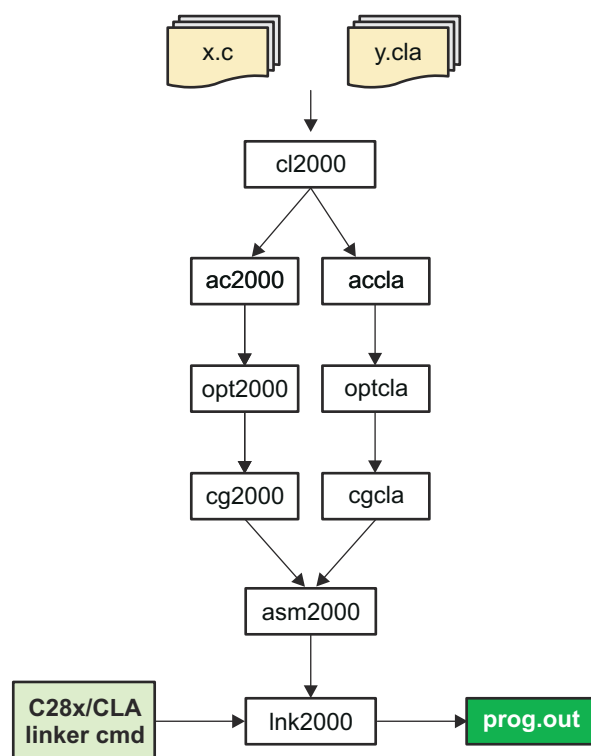 x.c
y.cla
cl2000
ac2000
accla
opt2000
optcla
cg2000
cgcla
asm2000
C28x/CLA
linker cmd
lnk2000
prog.out